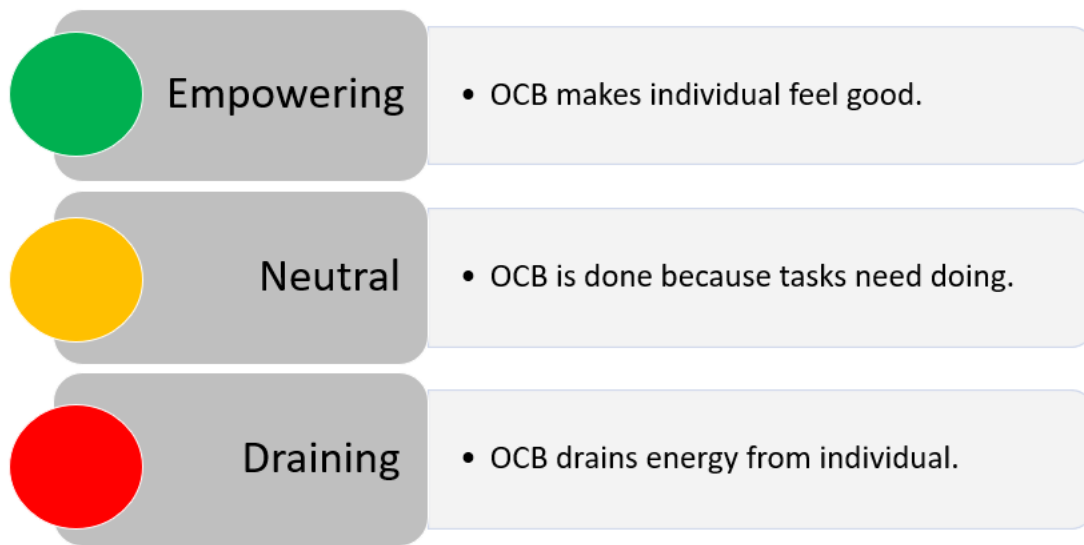 Empowering
• OCB makes individual feel good.
Neutral
• OCB is done because tasks need doing.
Draining
• OCB drains energy from individual.